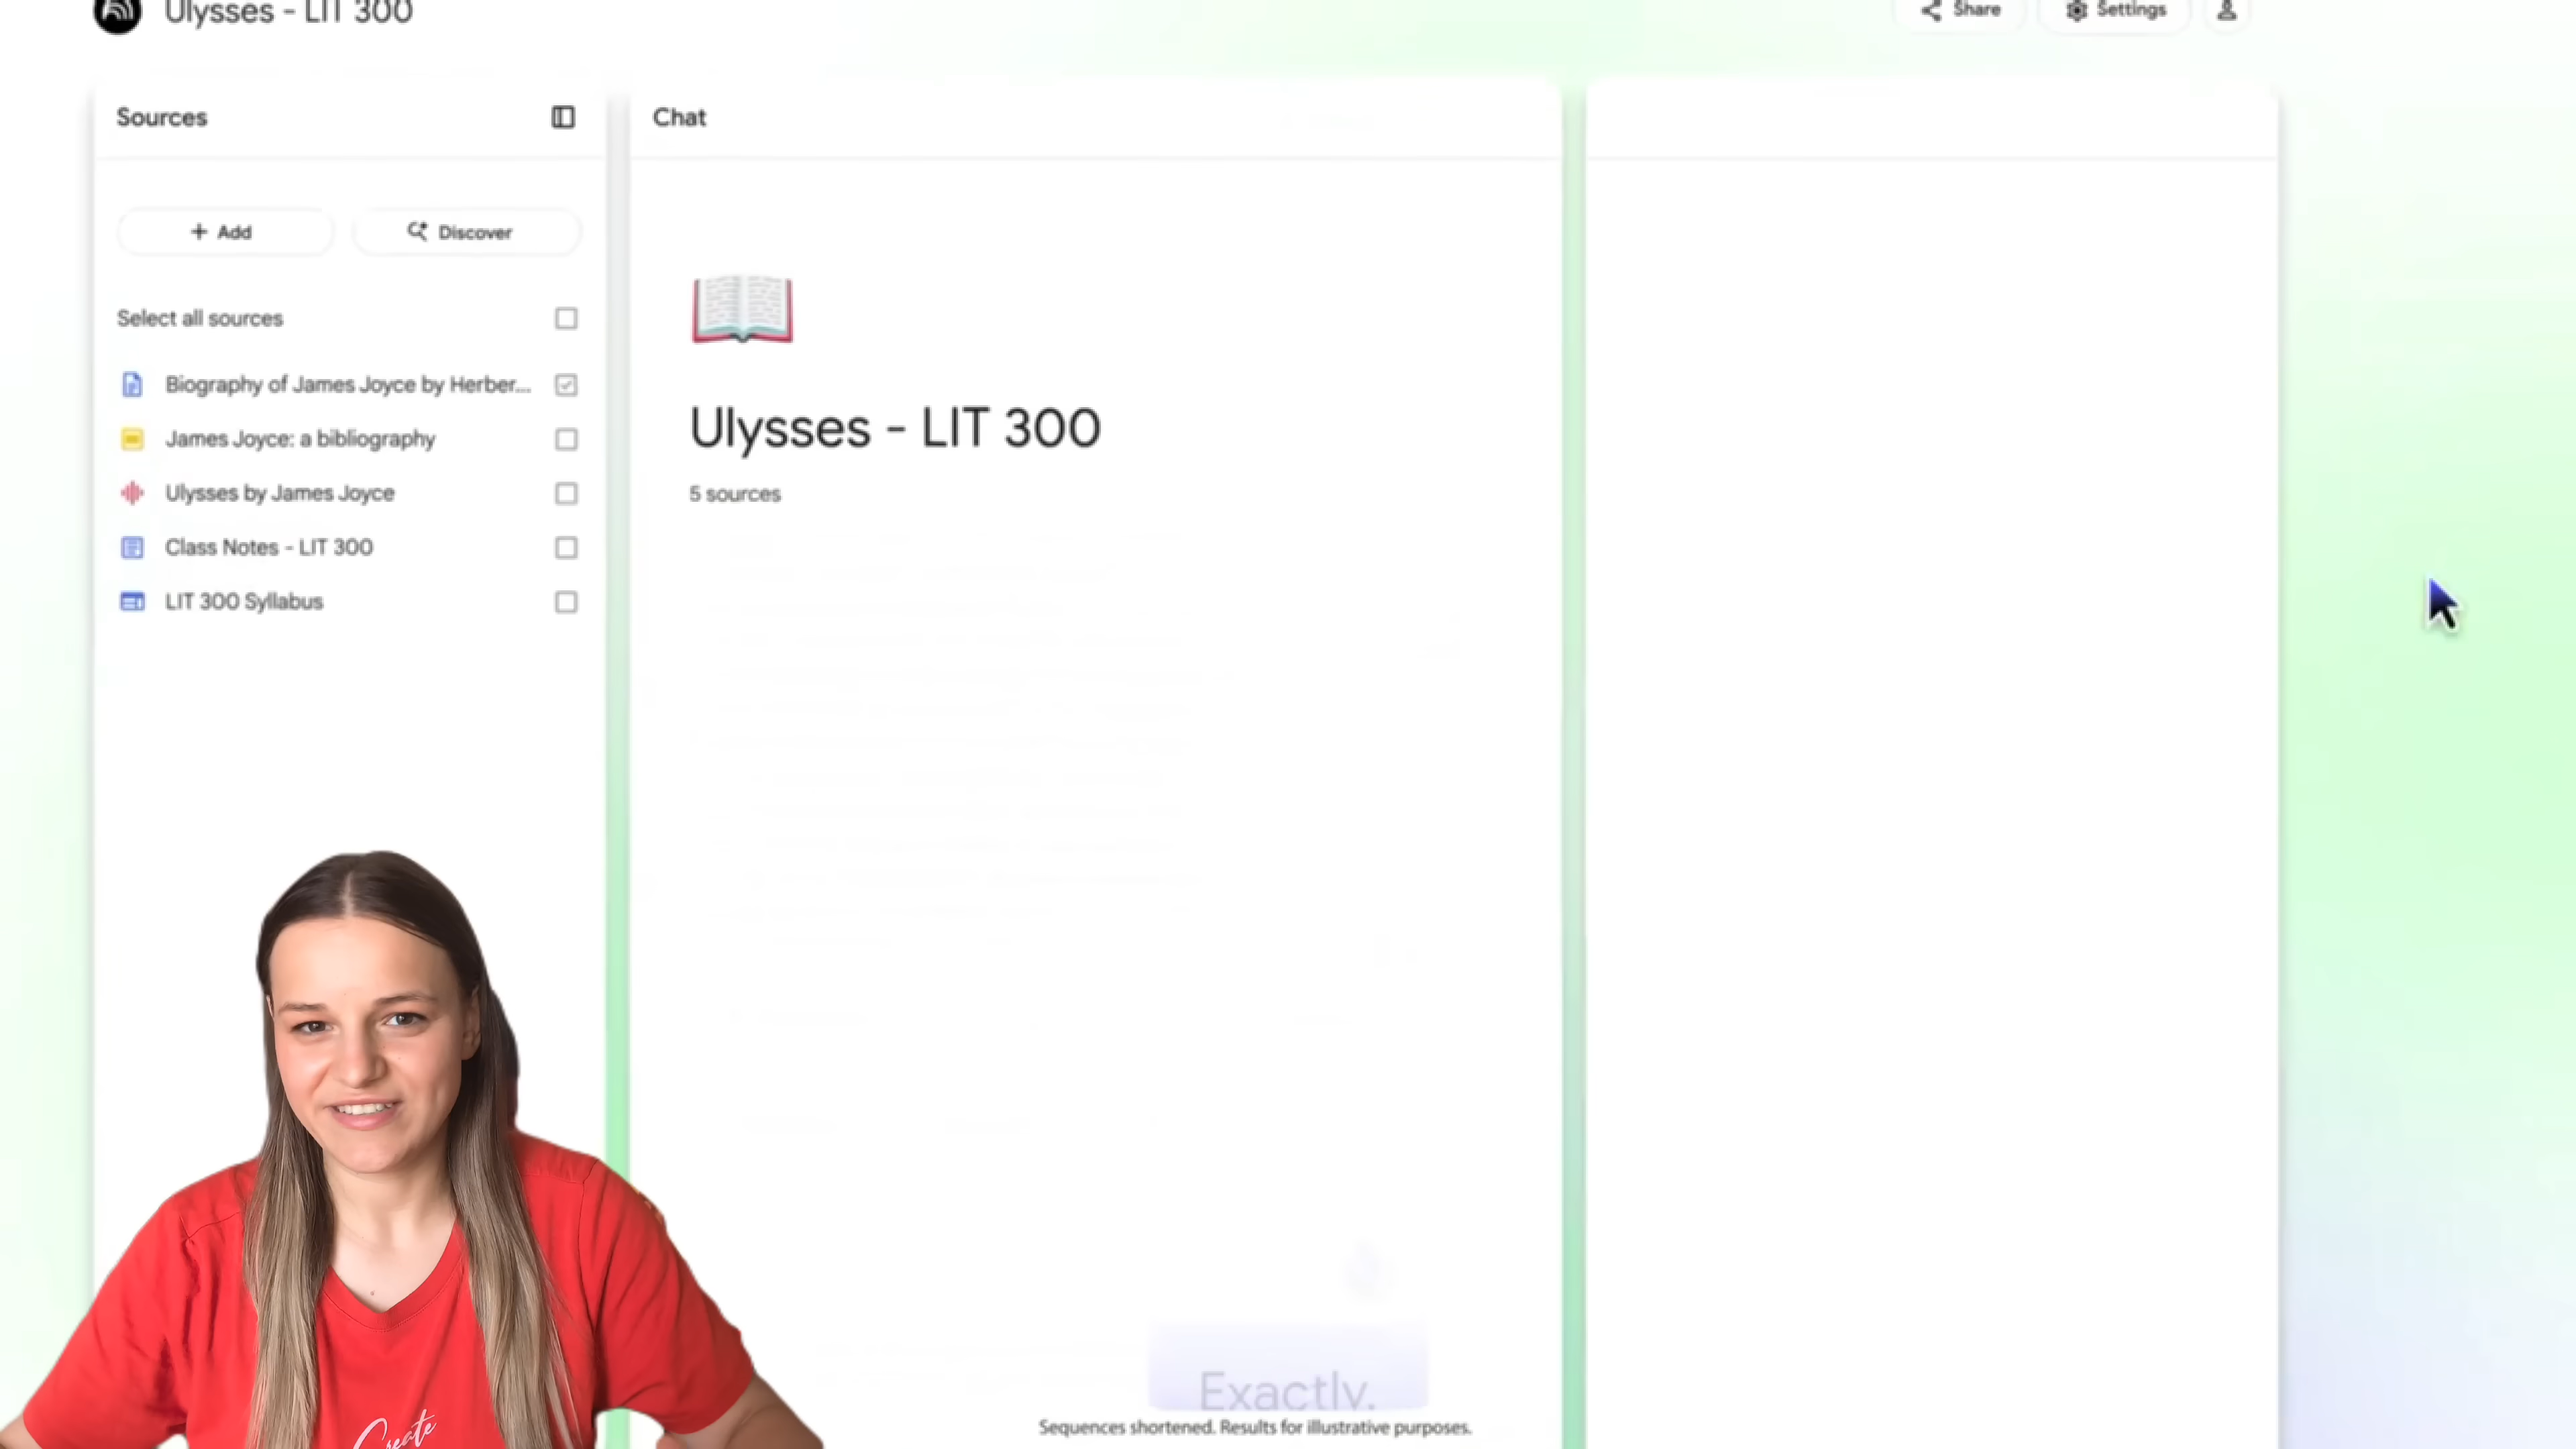 Ulysses - LIT 300
Share
Settings
Sources
Chat
+ Add
Discover
Select all sources
Biography of James Joyce by Herber...
James Joyce: a bibliography
Ulysses by James Joyce
Class Notes - LIT 300
LIT 300 Syllabus
Ulysses - LIT 300
5 sources
Exactly.
Create
Sequences shortened. Results for illustrative purposes.